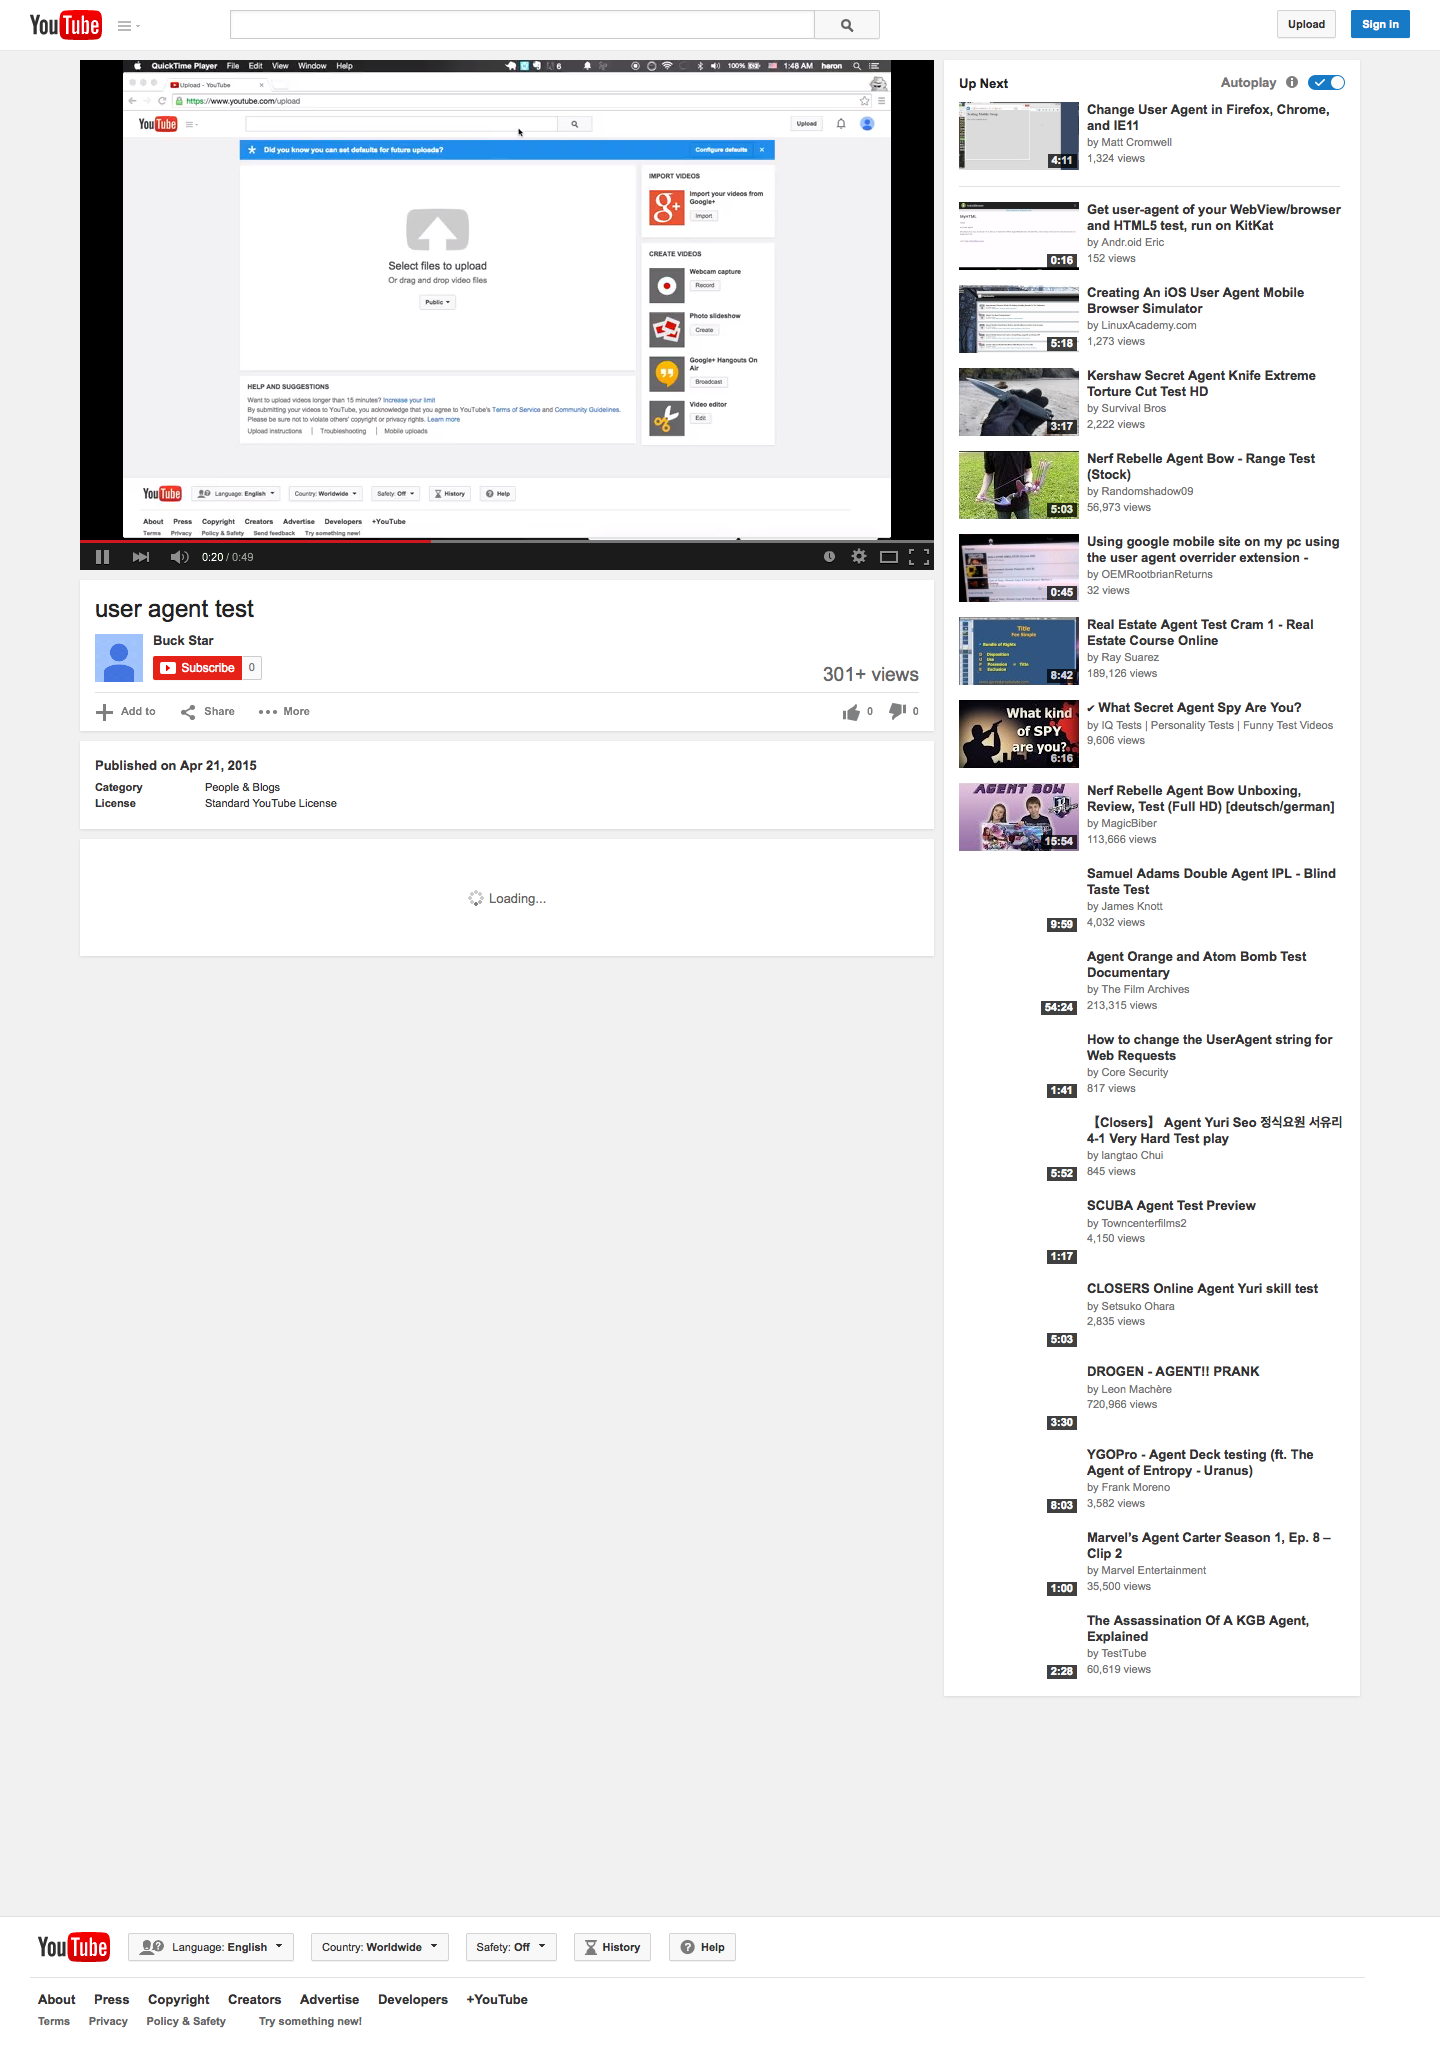 YouTube
Upload
Sign in
QuickTime Player File Edit View Window Help
6
100%
1:48 AM heron
Upload - YouTube
https://www.youtube.com/upload
YouTube
Upload
Did you know you can set defaults for future uploads?
Configure defaults
Select files to upload
Or drag and drop video files
Public
IMPORT VIDEOS
Import your videos from
Google+
Import
CREATE VIDEOS
Webcam capture
Record
Photo slideshow
Create
Google+ Hangouts On
Air
Broadcast
Video editor
Edit
HELP AND SUGGESTIONS
Want to upload videos longer than 15 minutes? Increase your limit
By submitting your videos to YouTube, you acknowledge that you agree to YouTube's Terms of Service and Community Guidelines.
Please be sure not to violate others' copyright or privacy rights. Learn more
Upload instructions | Troubleshooting | Mobile uploads
YouTube
Language: English
Country: Worldwide
Safety: Off
History
Help
About Press Copyright Creators Advertise Developers +YouTube
Terms Privacy Policy & Safety Send feedback Try something new!
0:20 / 0:49
user agent test
Buck Star
Subscribe
0
301+ views
Add to
Share
More
0
0
Published on Apr 21, 2015
Category People & Blogs
License Standard YouTube License
Loading...
Up Next
Autoplay
4:11
Change User Agent in Firefox, Chrome,
and IE11
by Matt Cromwell
1,324 views
0:16
Get user-agent of your WebView/browser
and HTML5 test, run on KitKat
by Andr.oid Eric
152 views
5:18
Creating An iOS User Agent Mobile
Browser Simulator
by LinuxAcademy.com
1,273 views
3:17
Kershaw Secret Agent Knife Extreme
Torture Cut Test HD
by Survival Bros
2,222 views
5:03
Nerf Rebelle Agent Bow - Range Test
(Stock)
by Randomshadow09
56,973 views
0:45
Using google mobile site on my pc using
the user agent overrider extension -
by OEMRootbrianReturns
32 views
Title
Fee Simple
Bundle of Rights
Disposition
Use
Possession = Title
Exclusion
8:42
Real Estate Agent Test Cram 1 - Real
Estate Course Online
by Ray Suarez
189,126 views
What kind
of SPY
are you?
6:16
✔ What Secret Agent Spy Are You?
by IQ Tests | Personality Tests | Funny Test Videos
9,606 views
AGENT BOW
15:54
Nerf Rebelle Agent Bow Unboxing,
Review, Test (Full HD) [deutsch/german]
by MagicBiber
113,666 views
9:59
Samuel Adams Double Agent IPL - Blind
Taste Test
by James Knott
4,032 views
54:24
Agent Orange and Atom Bomb Test
Documentary
by The Film Archives
213,315 views
1:41
How to change the UserAgent string for
Web Requests
by Core Security
817 views
5:52
【Closers】 Agent Yuri Seo 정식요원 서유리
4-1 Very Hard Test play
by langtao Chui
845 views
1:17
SCUBA Agent Test Preview
by Towncenterfilms2
4,150 views
5:03
CLOSERS Online Agent Yuri skill test
by Setsuko Ohara
2,835 views
3:30
DROGEN - AGENT!! PRANK
by Leon Machère
720,966 views
8:03
YGOPro - Agent Deck testing (ft. The
Agent of Entropy - Uranus)
by Frank Moreno
3,582 views
1:00
Marvel’s Agent Carter Season 1, Ep. 8 –
Clip 2
by Marvel Entertainment
35,500 views
2:28
The Assassination Of A KGB Agent,
Explained
by TestTube
60,619 views
YouTube
Language: English
Country: Worldwide
Safety: Off
History
Help
About Press Copyright Creators Advertise Developers +YouTube
Terms Privacy Policy & Safety Try something new!